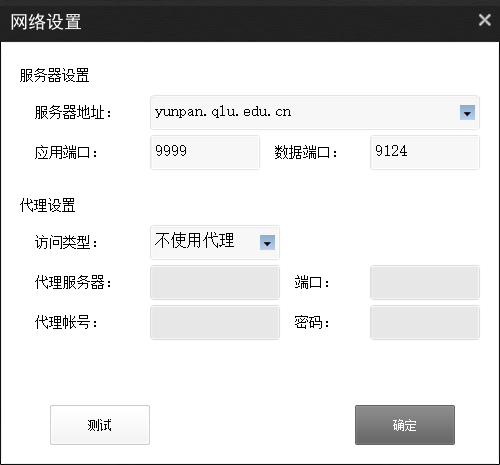 网络设置
服务器设置
服务器地址： yunpan.qlu.edu.cn
应用端口： 9999 数据端口： 9124
代理设置
访问类型： 不使用代理
代理服务器： 端口：
代理帐号： 密码：
测试 确定